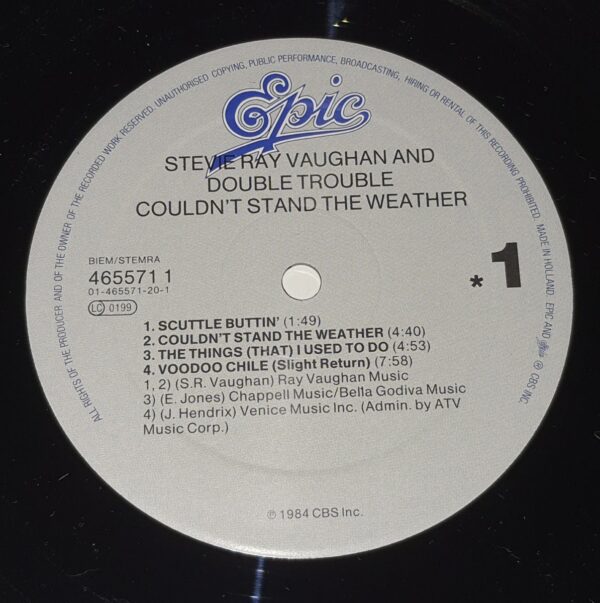 ALL RIGHTS OF THE PRODUCER AND OF THE OWNER OF THE RECORDED WORK RESERVED. UNAUTHORISED COPYING, PUBLIC PERFORMANCE, BROADCASTING, HIRING OR RENTAL OF THIS RECORDING PROHIBITED. MADE IN HOLLAND. EPIC AND Epic ® CBS INC.
Epic
STEVIE RAY VAUGHAN AND
DOUBLE TROUBLE
COULDN'T STAND THE WEATHER
BIEM/STEMRA
465571 1
01-465571-20-1
LC 0199
*1
1. SCUTTLE BUTTIN' (1:49)
2. COULDN'T STAND THE WEATHER (4:40)
3. THE THINGS (THAT) I USED TO DO (4:53)
4. VOODOO CHILE (Slight Return) (7:58)
1, 2) (S.R. Vaughan) Ray Vaughan Music
3) (E. Jones) Chappell Music/Bella Godiva Music
4) (J. Hendrix) Venice Music Inc. (Admin. by ATV
Music Corp.)
℗ 1984 CBS Inc.